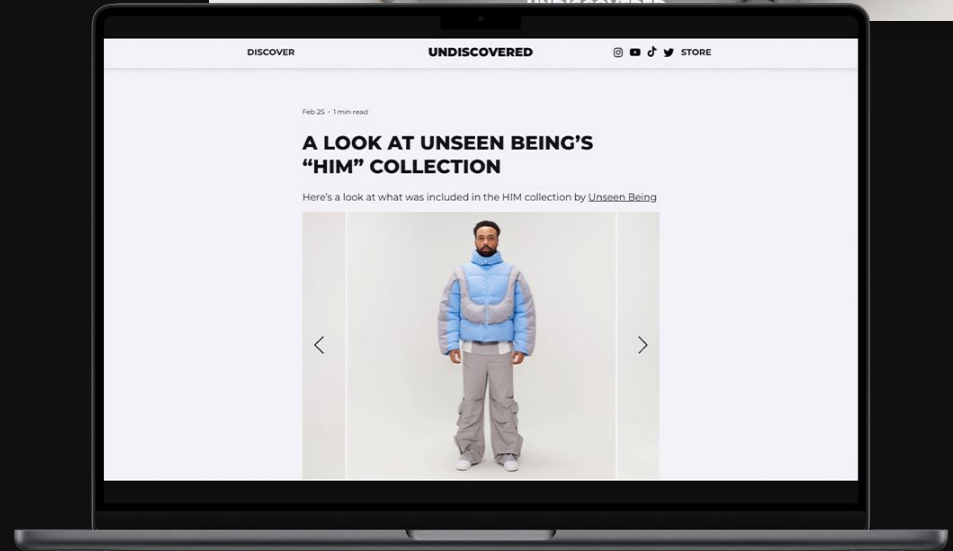 UNDISCOVERED
DISCOVER
UNDISCOVERED
STORE
Feb 25 · 1 min read
A LOOK AT UNSEEN BEING’S
“HIM” COLLECTION
Here’s a look at what was included in the HIM collection by Unseen Being